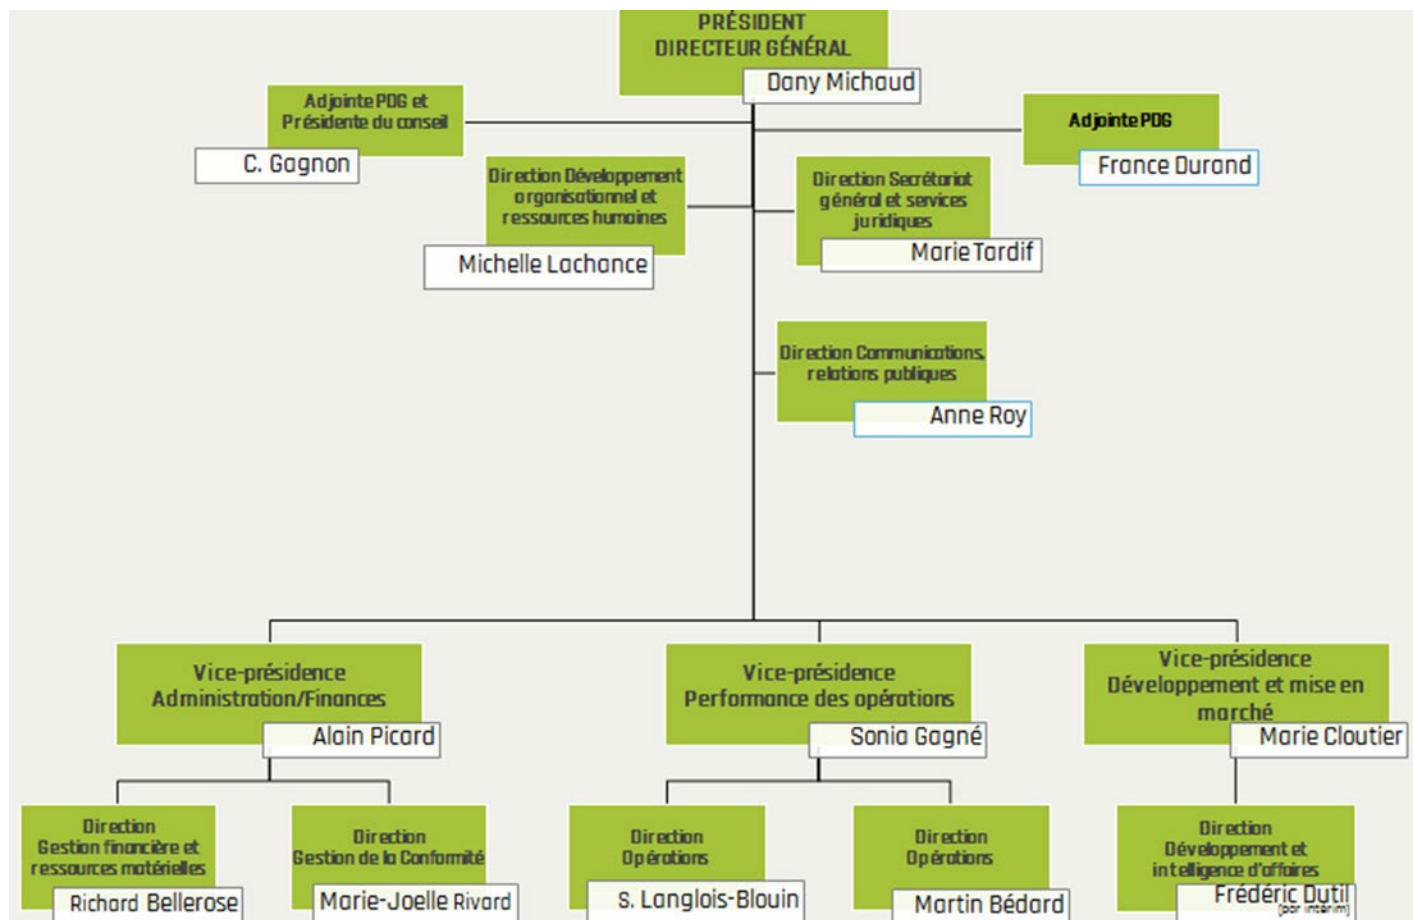 PRÉSIDENT
DIRECTEUR GÉNÉRAL
Dany Michaud
Adjointe PDG et
Présidente du conseil
C. Gagnon
Adjointe PDG
France Durand
Direction Développement
organisationnel et
ressources humaines
Michelle Lachance
Direction Secrétariat
général et services
juridiques
Marie Tardif
Direction Communications,
relations publiques
Anne Roy
Vice-présidence
Administration/Finances
Alain Picard
Vice-présidence
Performance des opérations
Sonia Gagné
Vice-présidence
Développement et mise en
marché
Marie Cloutier
Direction
Gestion financière et
ressources matérielles
Richard Bellerose
Direction
Gestion de la Conformité
Marie-Joelle Rivard
Direction
Opérations
S. Langlois-Blouin
Direction
Opérations
Martin Bédard
Direction
Développement et
intelligence d'affaires
Frédéric Dutil
(par intérim)